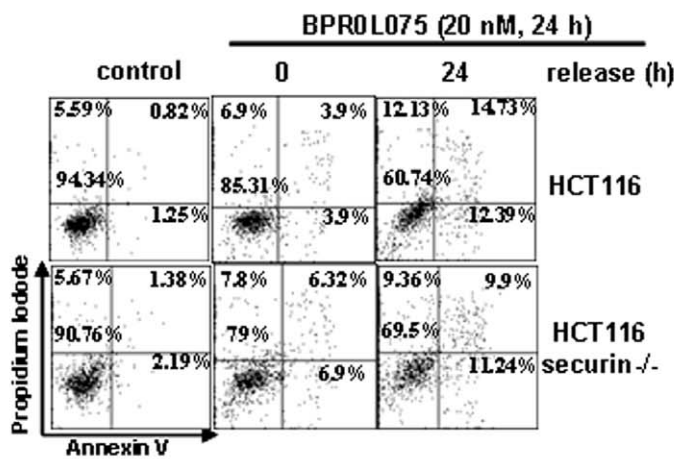 BPR0L075 (20 nM, 24 h)
control 0 24 release (h)
5.59% 0.82% 6.9% 3.9% 12.13% 14.73%
94.34% 85.31% 60.74% HCT116
1.25% 3.9% 12.39%
5.67% 1.38% 7.8% 6.32% 9.36% 9.9%
90.76% 79% 69.5% HCT116
2.19% 6.9% 11.24% securin -/-
Propidium Iodode
Annexin V